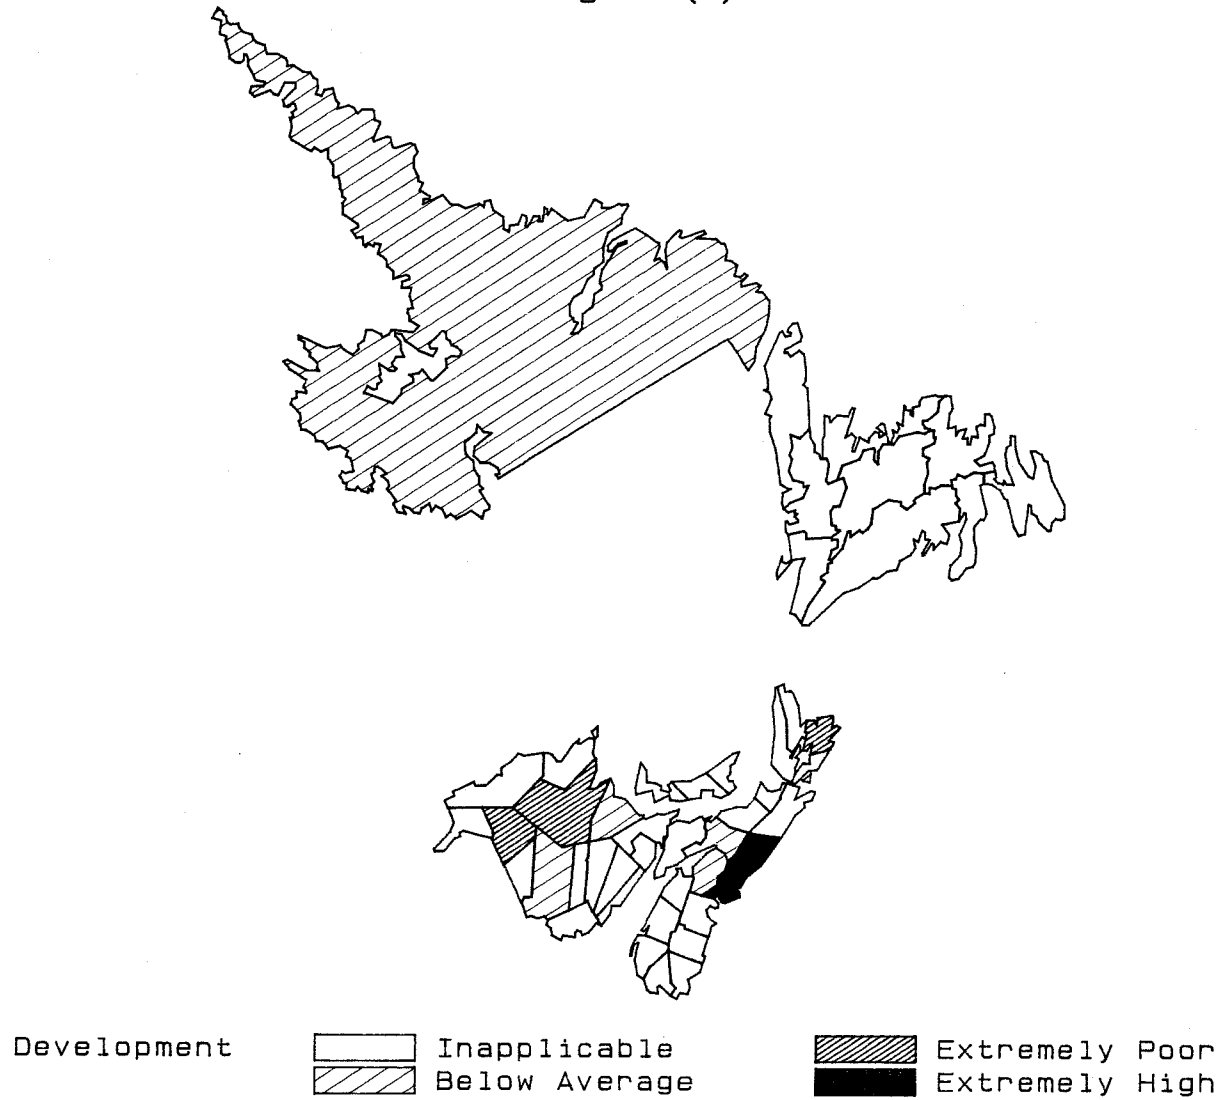 Development
Inapplicable
Below Average
Extremely Poor
Extremely High